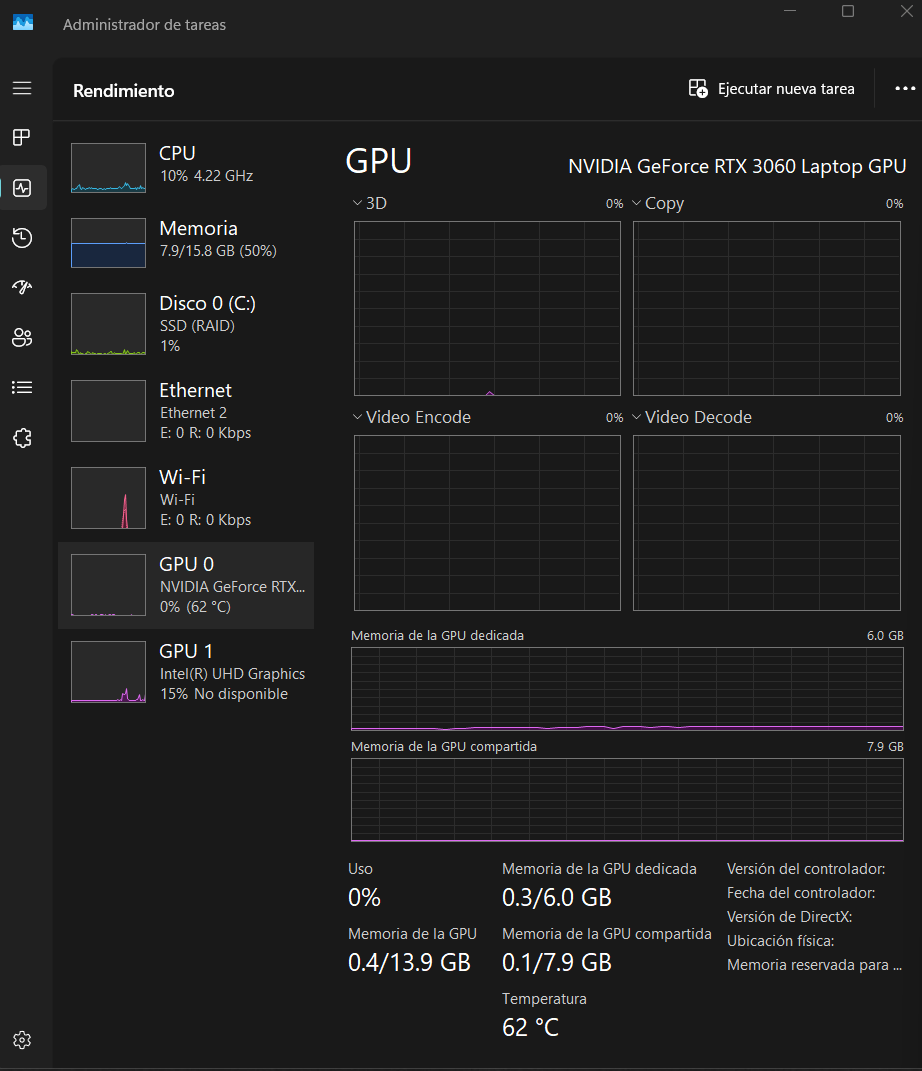 Administrador de tareas
Rendimiento
Ejecutar nueva tarea
CPU
10% 4.22 GHz
Memoria
7.9/15.8 GB (50%)
Disco 0 (C:)
SSD (RAID)
1%
Ethernet
Ethernet 2
E: 0 R: 0 Kbps
Wi-Fi
Wi-Fi
E: 0 R: 0 Kbps
GPU 0
NVIDIA GeForce RTX...
0% (62 °C)
GPU 1
Intel(R) UHD Graphics
15% No disponible
GPU
NVIDIA GeForce RTX 3060 Laptop GPU
3D 0%
Copy 0%
Video Encode 0%
Video Decode 0%
Memoria de la GPU dedicada 6.0 GB
Memoria de la GPU compartida 7.9 GB
Uso
0%
Memoria de la GPU
0.4/13.9 GB
Memoria de la GPU dedicada
0.3/6.0 GB
Memoria de la GPU compartida
0.1/7.9 GB
Temperatura
62 °C
Versión del controlador:
Fecha del controlador:
Versión de DirectX:
Ubicación física:
Memoria reservada para ...